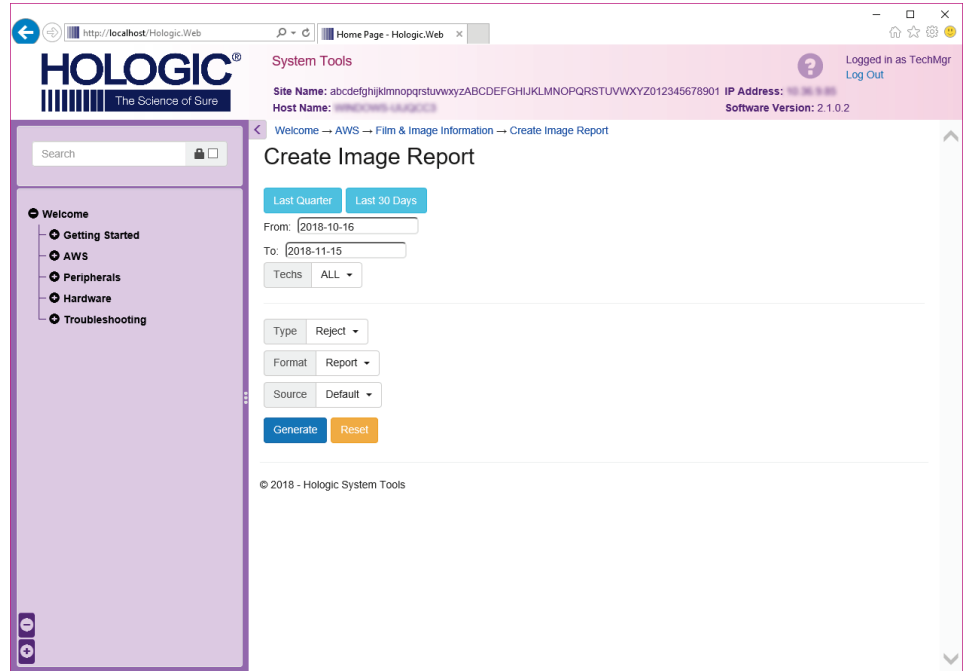 http://localhost/Hologic.Web
Home Page - Hologic.Web
HOLOGIC®
The Science of Sure
System Tools
Site Name: abcdefghijklmnopqrstuvwxyzABCDEFGHIJKLMNOPQRSTUVWXYZ012345678901 IP Address:
Host Name:
Software Version: 2.1.0.2
Logged in as TechMgr
Log Out
Search
Welcome
Getting Started
AWS
Peripherals
Hardware
Troubleshooting
Welcome → AWS → Film & Image Information → Create Image Report
Create Image Report
Last Quarter Last 30 Days
From: 2018-10-16
To: 2018-11-15
Techs ALL
Type Reject
Format Report
Source Default
Generate Reset
© 2018 - Hologic System Tools